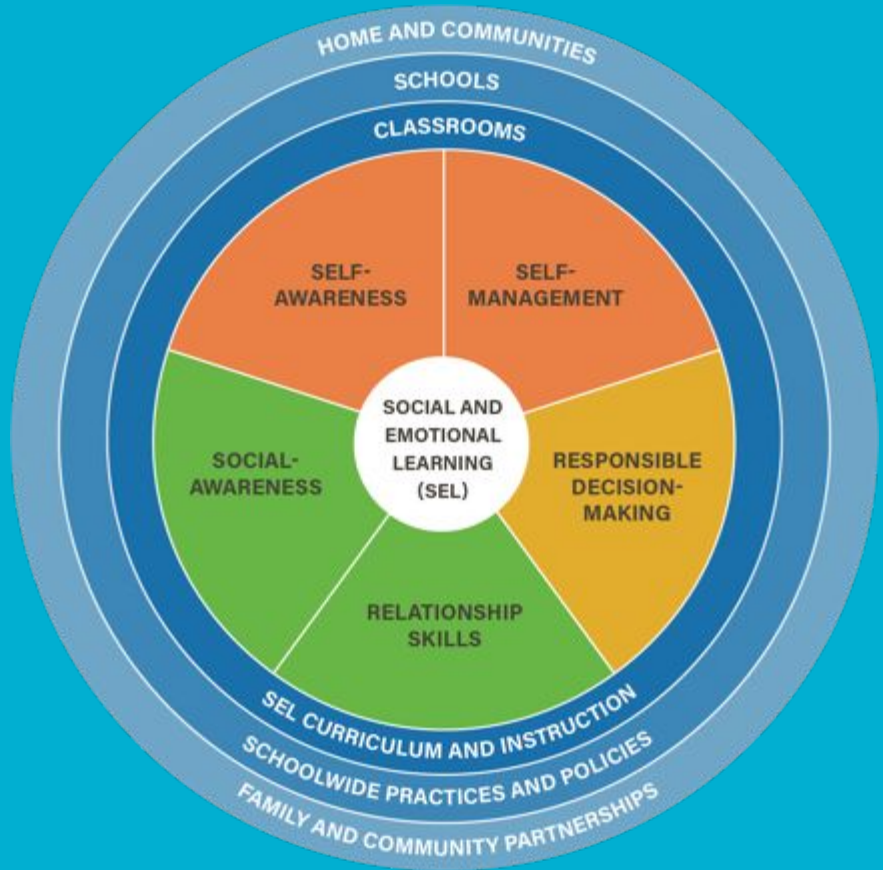 HOME AND COMMUNITIES
SCHOOLS
CLASSROOMS
SELF-
AWARENESS
SELF-
MANAGEMENT
SOCIAL AND
EMOTIONAL
LEARNING
(SEL)
SOCIAL-
AWARENESS
RESPONSIBLE
DECISION-
MAKING
RELATIONSHIP
SKILLS
SEL CURRICULUM AND INSTRUCTION
SCHOOLWIDE PRACTICES AND POLICIES
FAMILY AND COMMUNITY PARTNERSHIPS